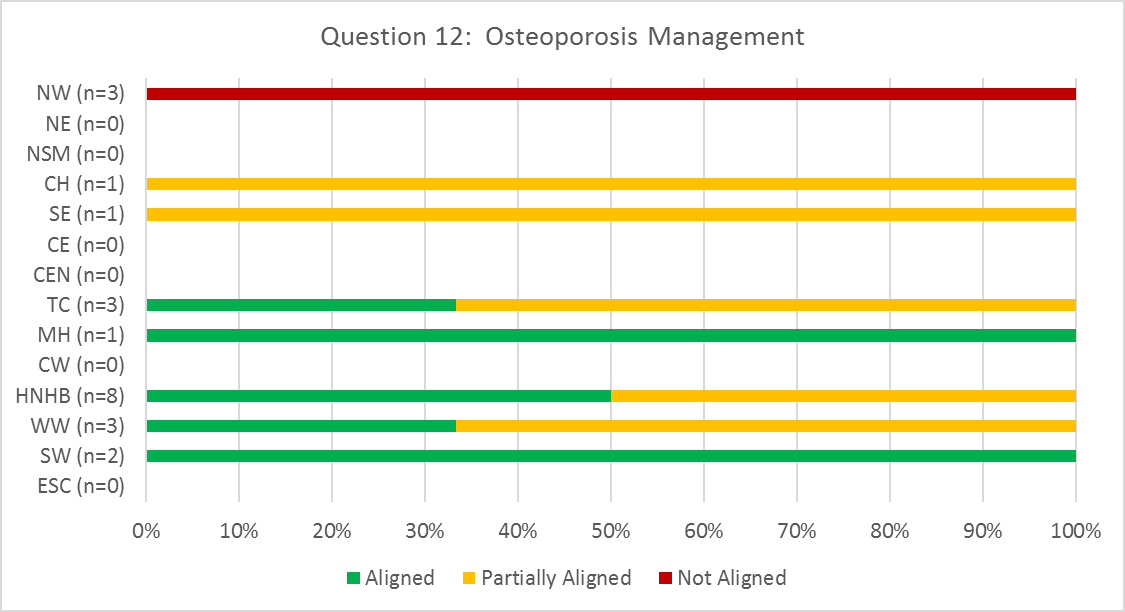 Question 12:  Osteoporosis Management
NW (n=3)
NE (n=0)
NSM (n=0)
CH (n=1)
SE (n=1)
CE (n=0)
CEN (n=0)
TC (n=3)
MH (n=1)
CW (n=0)
HNHB (n=8)
WW (n=3)
SW (n=2)
ESC (n=0)
0% 10% 20% 30% 40% 50% 60% 70% 80% 90% 100%
Aligned Partially Aligned Not Aligned